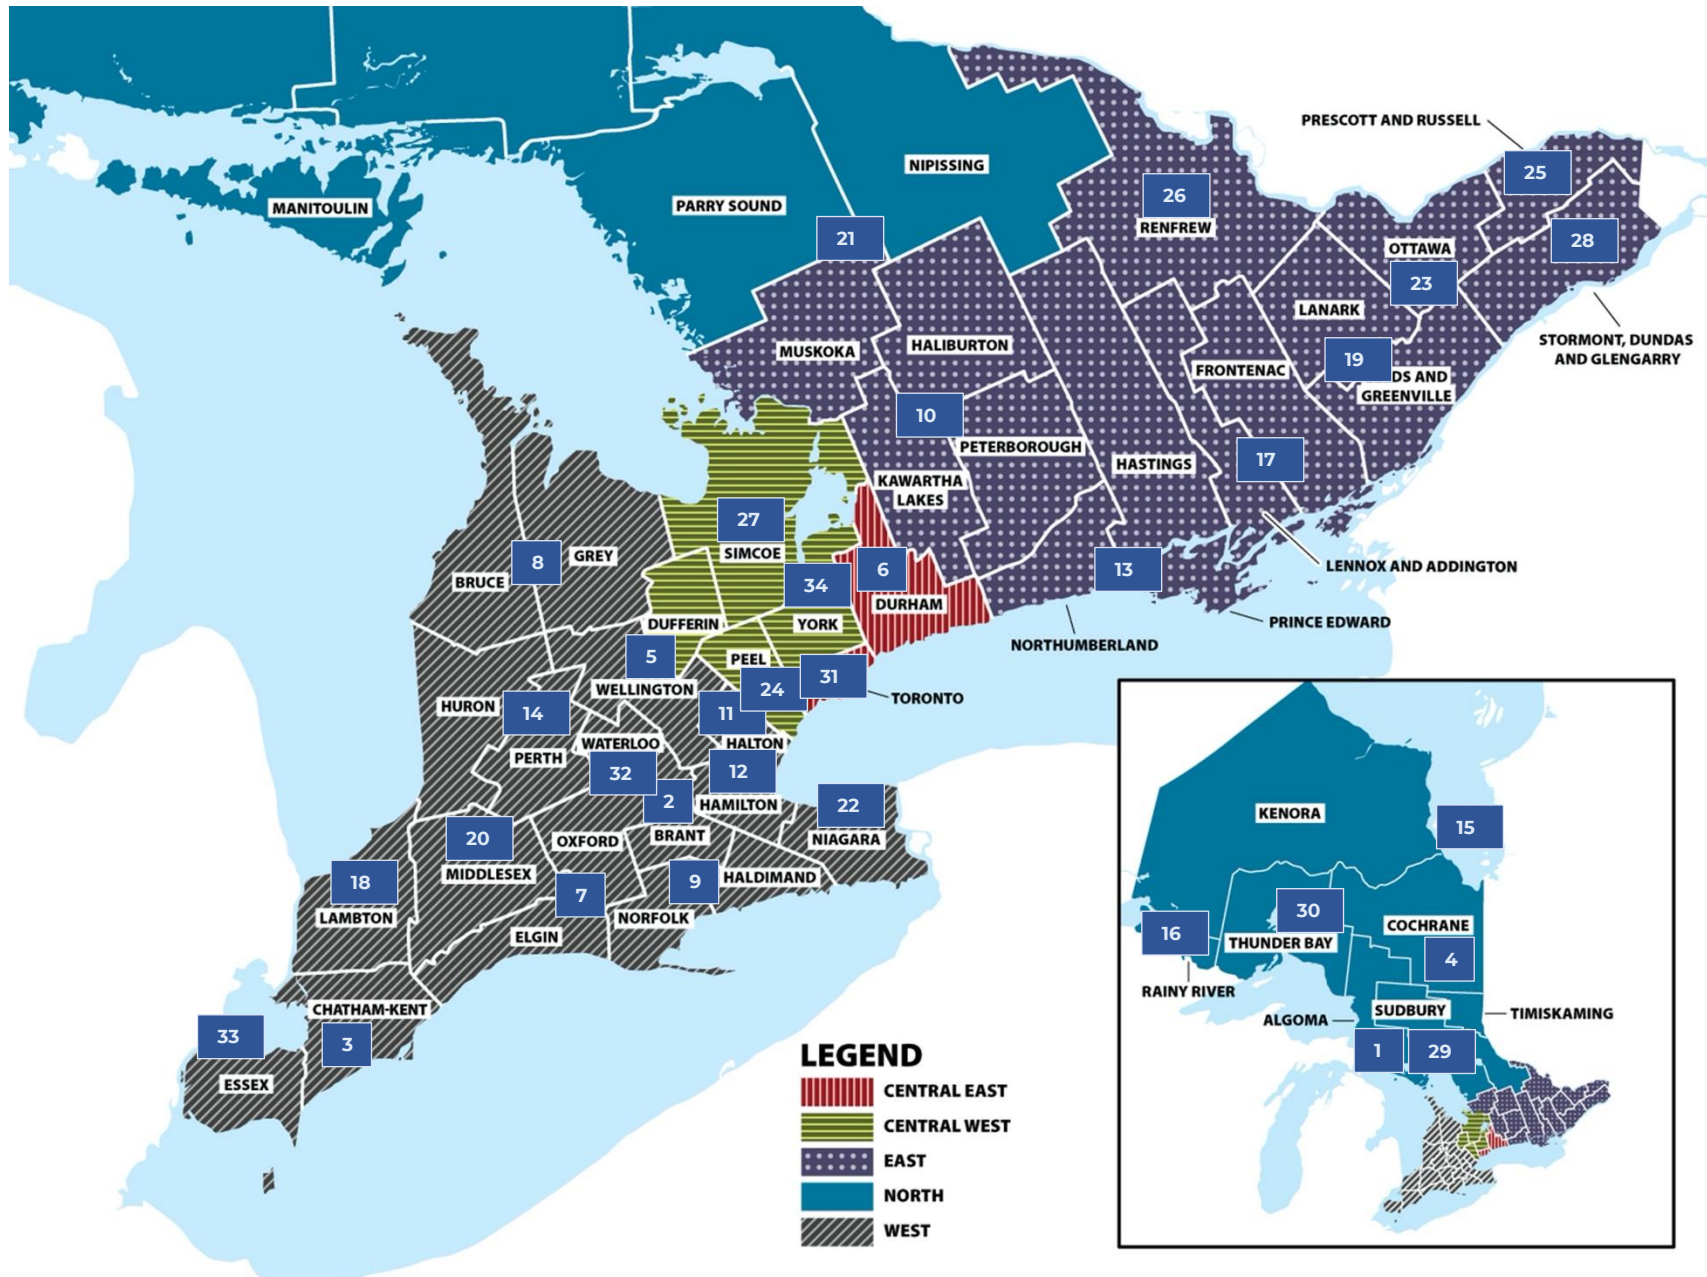 PRESCOTT AND RUSSELL
25
NIPISSING
26
RENFREW
MANITOULIN
PARRY SOUND
21
OTTAWA
28
23
LANARK
STORMONT, DUNDAS
AND GLENGARRY
MUSKOKA
HALIBURTON
19
FRONTENAC
DS AND
GREENVILLE
10
PETERBOROUGH
HASTINGS
17
KAWARTHA
LAKES
27
SIMCOE
8
GREY
BRUCE
34
6
DURHAM
13
LENNOX AND ADDINGTON
DUFFERIN
YORK
PRINCE EDWARD
NORTHUMBERLAND
5
PEEL
WELLINGTON
24
31
TORONTO
HURON
14
11
WATERLOO
HALTON
PERTH
32
12
2
HAMILTON
22
20
OXFORD
BRANT
NIAGARA
MIDDLESEX
18
7
9
HALDIMAND
LAMBTON
NORFOLK
ELGIN
CHATHAM-KENT
33
3
ESSEX
KENORA
15
30
COCHRANE
16
THUNDER BAY
4
RAINY RIVER
ALGOMA
SUDBURY
TIMISKAMING
1
29
LEGEND
CENTRAL EAST
CENTRAL WEST
EAST
NORTH
WEST